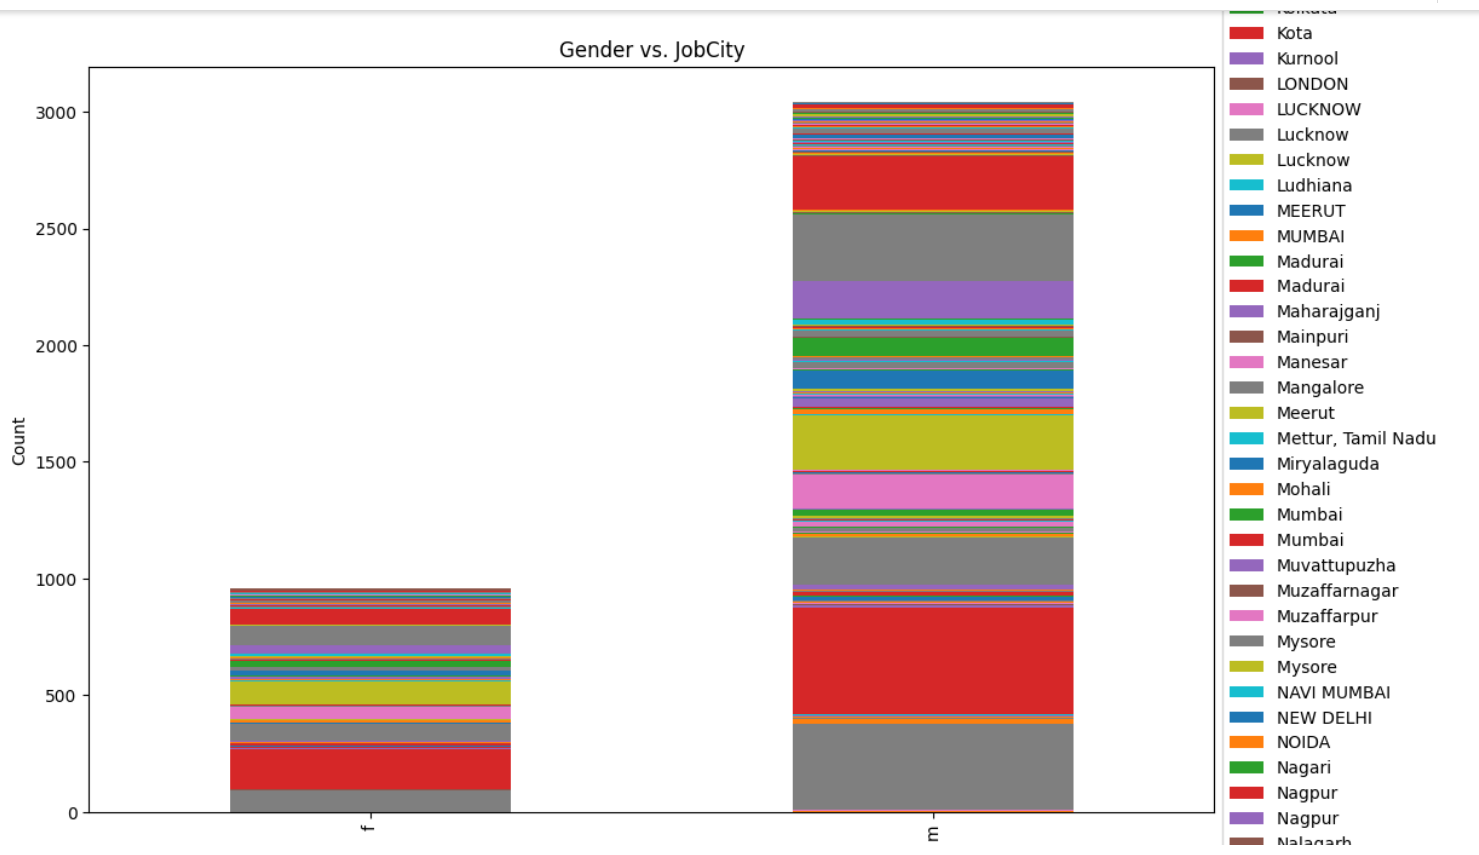 Gender vs. JobCity
3000
2500
2000
1500
1000
500
0
Count
f
m
Kolkata
Kota
Kurnool
LONDON
LUCKNOW
Lucknow
Lucknow
Ludhiana
MEERUT
MUMBAI
Madurai
Madurai
Maharajganj
Mainpuri
Manesar
Mangalore
Meerut
Mettur, Tamil Nadu
Miryalaguda
Mohali
Mumbai
Mumbai
Muvattupuzha
Muzaffarnagar
Muzaffarpur
Mysore
Mysore
NAVI MUMBAI
NEW DELHI
NOIDA
Nagari
Nagpur
Nagpur
Nalagarh